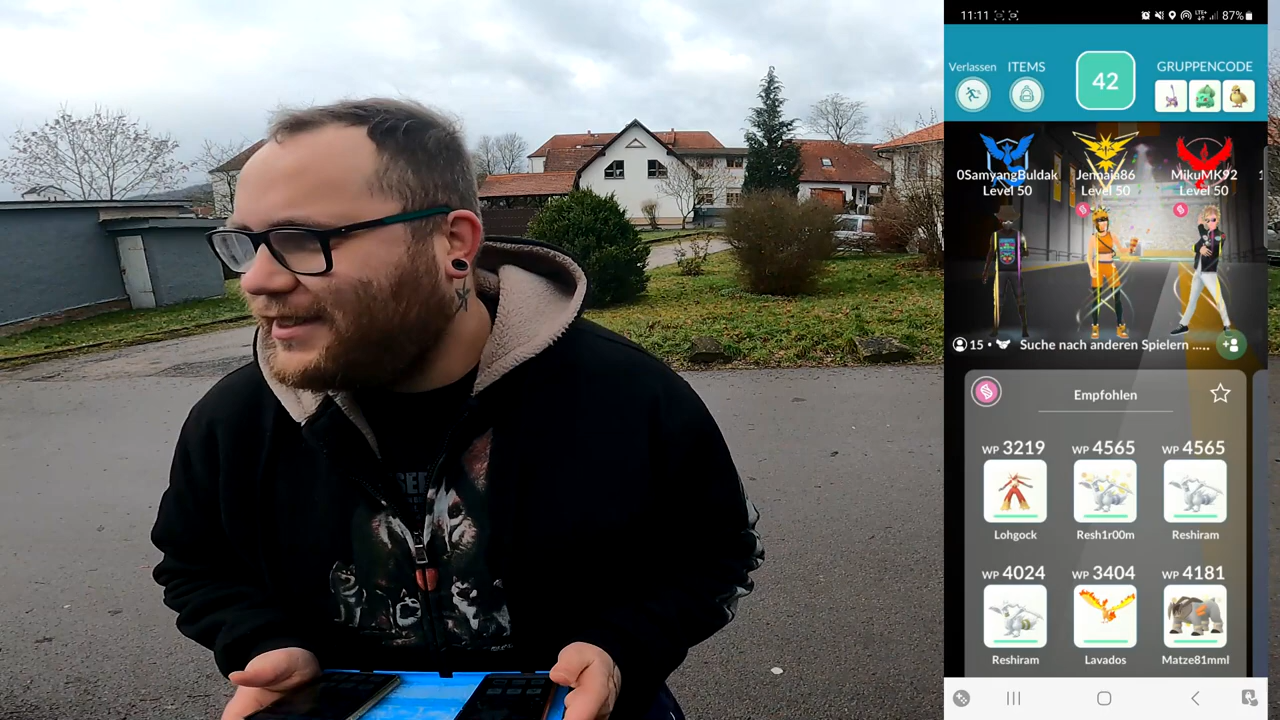 11:11
LTE+
87%
Verlassen
ITEMS
42
GRUPPENCODE
0SamyangBuldak
Level 50
Jemaja86
Level 50
MikuMK92
Level 50
15 • Suche nach anderen Spielern .....
Empfohlen
WP 3219
WP 4565
WP 4565
Lohgock
Resh1r00m
Reshiram
WP 4024
WP 3404
WP 4181
Reshiram
Lavados
Matze81mml